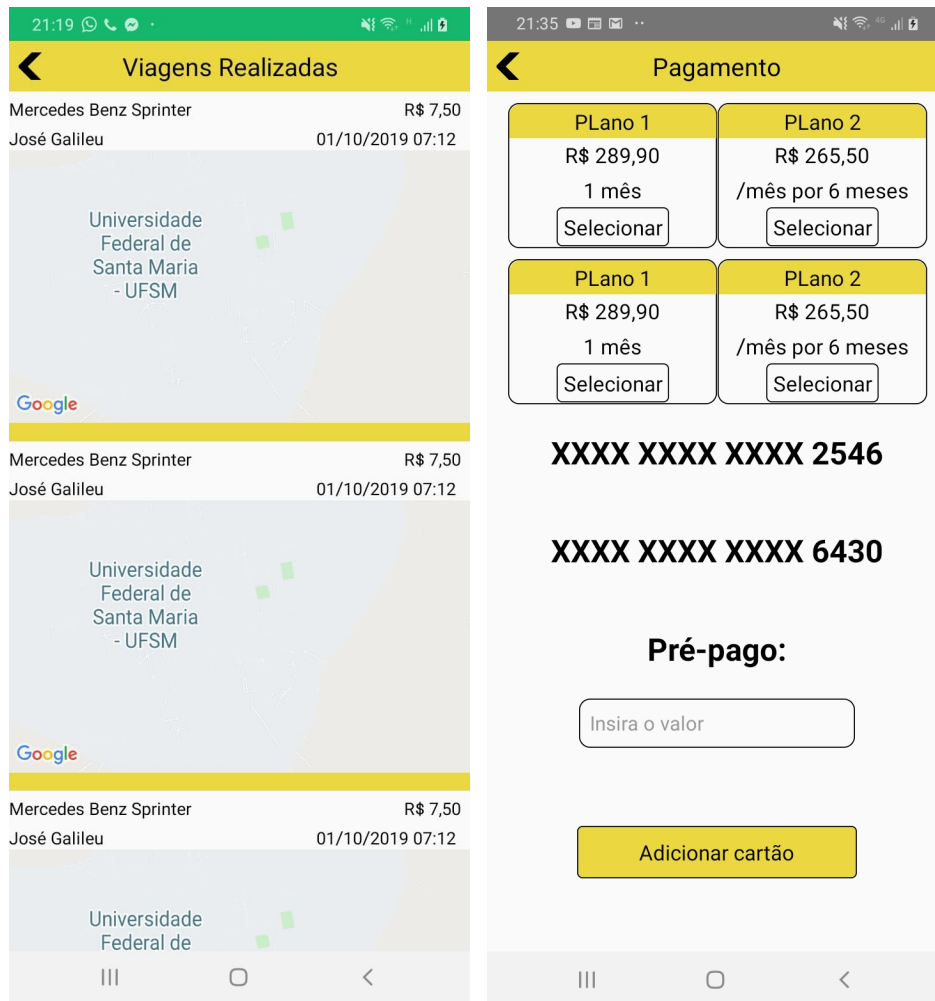 21:19
Viagens Realizadas
Mercedes Benz Sprinter R$ 7,50
José Galileu 01/10/2019 07:12
Universidade
Federal de
Santa Maria
- UFSM
Google
Mercedes Benz Sprinter R$ 7,50
José Galileu 01/10/2019 07:12
Universidade
Federal de
Santa Maria
- UFSM
Google
Mercedes Benz Sprinter R$ 7,50
José Galileu 01/10/2019 07:12
Universidade
Federal de
21:35
Pagamento
PLano 1
R$ 289,90
1 mês
Selecionar
PLano 2
R$ 265,50
/mês por 6 meses
Selecionar
PLano 1
R$ 289,90
1 mês
Selecionar
PLano 2
R$ 265,50
/mês por 6 meses
Selecionar
XXXX XXXX XXXX 2546
XXXX XXXX XXXX 6430
Pré-pago:
Insira o valor
Adicionar cartão